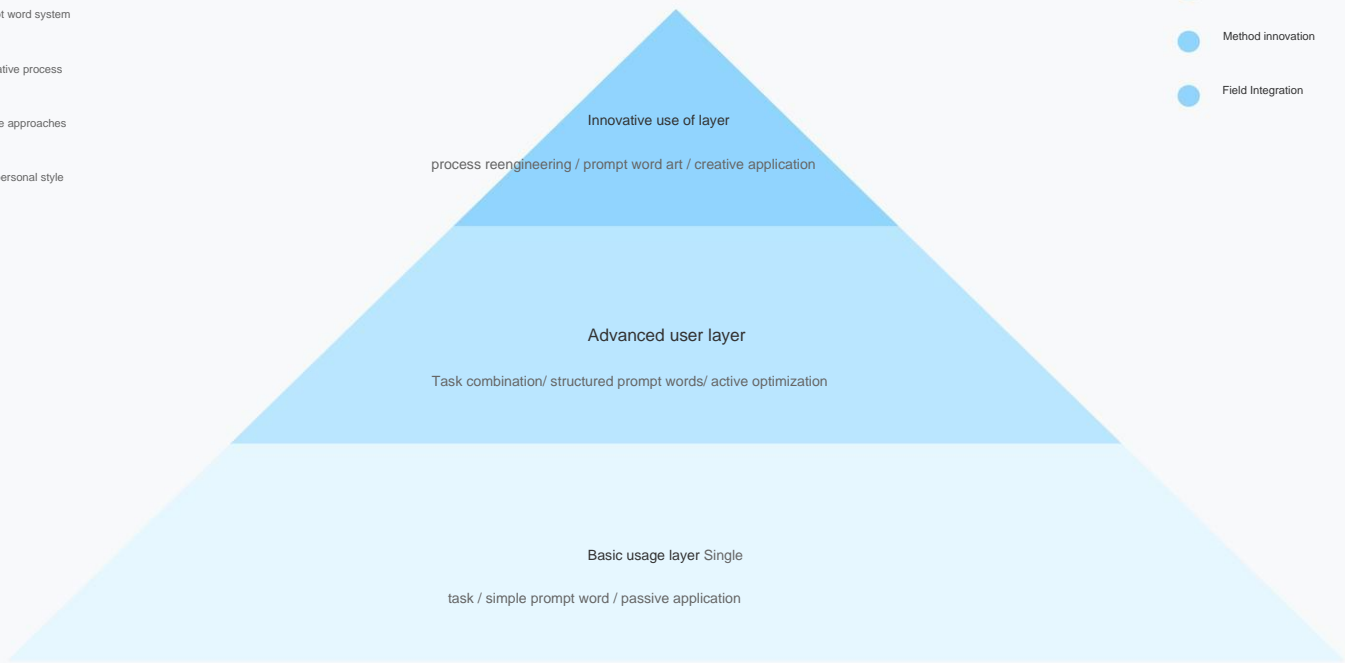 word system
process
approaches
personal style
Method innovation
Field Integration
Innovative use of layer
process reengineering / prompt word art / creative application
Advanced user layer
Task combination/ structured prompt words/ active optimization
Basic usage layer Single
task / simple prompt word / passive application